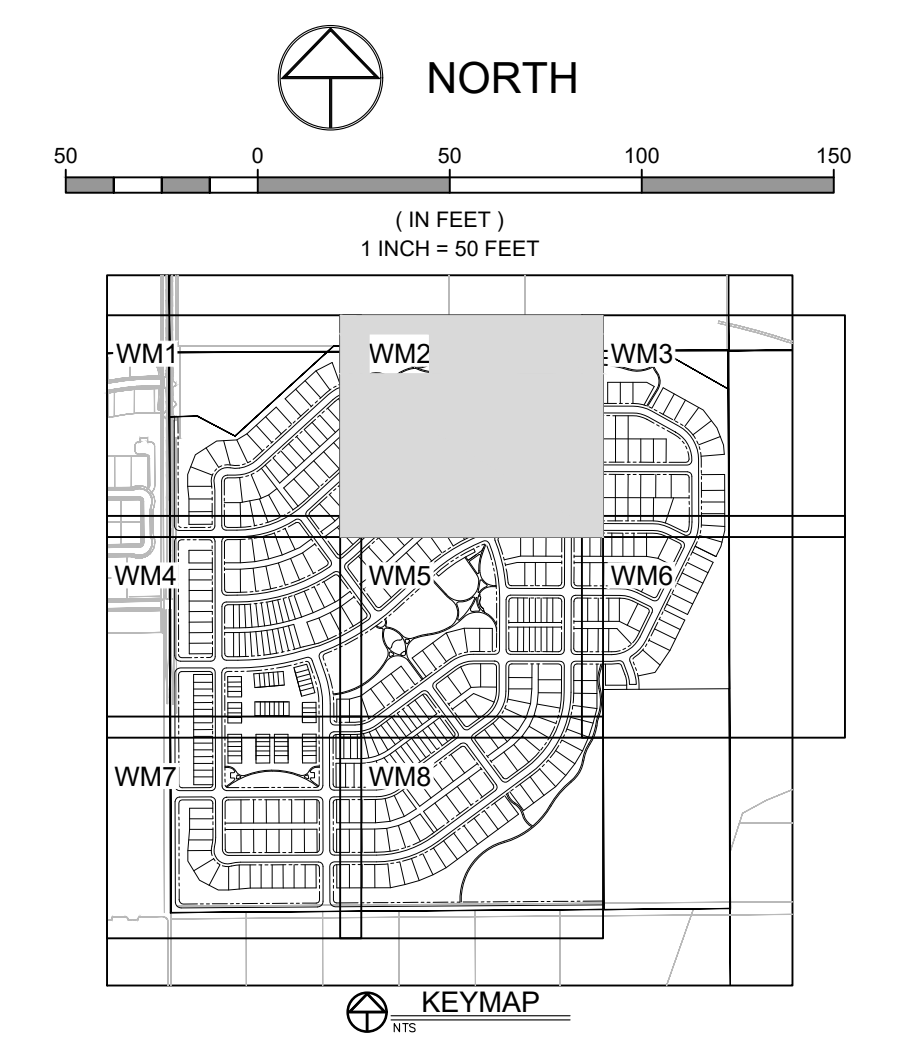 NORTH
50 0 50 100 150
( IN FEET )
1 INCH = 50 FEET
WM1 WM2 WM3
WM4 WM5 WM6
WM7 WM8
KEYMAP
NTS